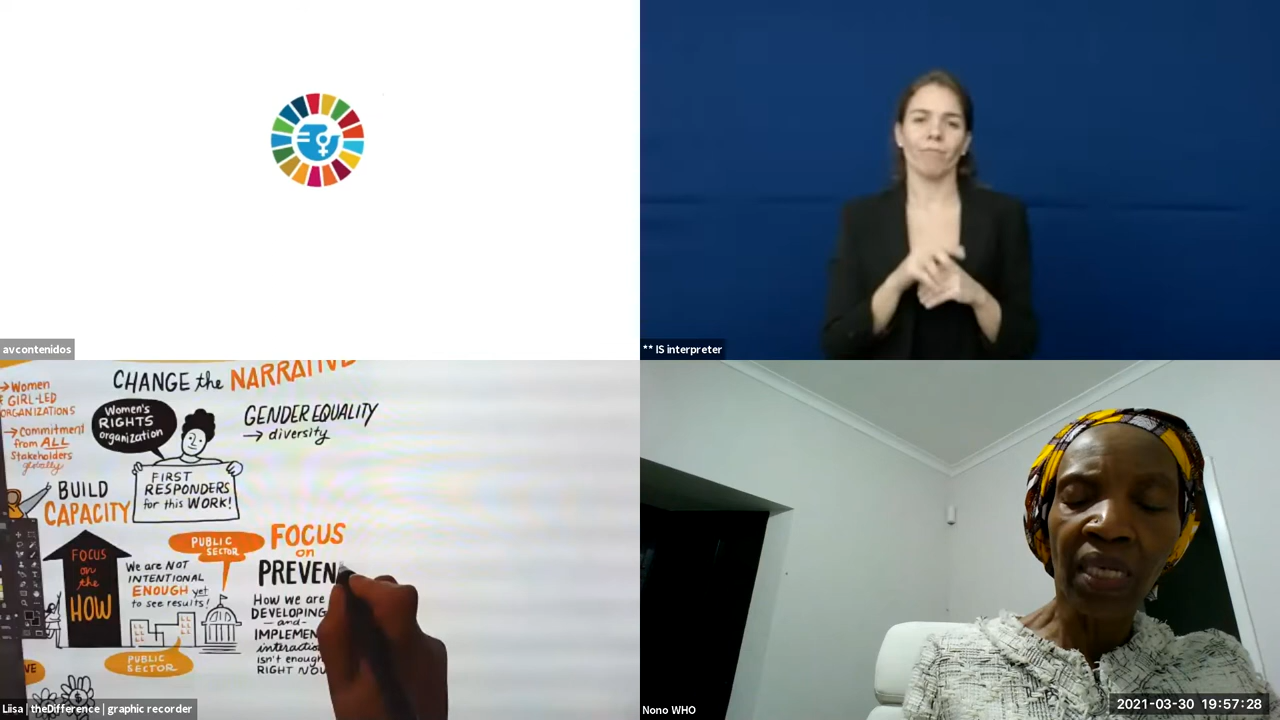 avcontenidos
** IS interpreter
CHANGE the NARRATIVE
→ Women
GIRL-LED
ORGANIZATIONS
→ Commitment
from ALL
Stakeholders
globally
Women's
RIGHTS
organization
GENDER EQUALITY
→ diversity
FIRST
RESPONDERS
for this WORK!
BUILD
CAPACITY
FOCUS
on
the
HOW
We are NOT
INTENTIONAL
ENOUGH yet
to see results!
PUBLIC
SECTOR
PUBLIC
SECTOR
FOCUS
on
PREVEN
How we are
DEVELOPING
-and-
IMPLEMEN
interactio
isn't enough
RIGHT NOW
Liisa | theDifference | graphic recorder
Nono WHO
2021-03-30 19:57:28